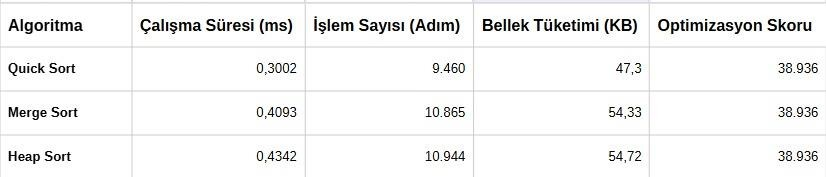 Algoritma Çalışma Süresi (ms) İşlem Sayısı (Adım) Bellek Tüketimi (KB) Optimizasyon Skoru
Quick Sort 0,3002 9.460 47,3 38.936
Merge Sort 0,4093 10.865 54,33 38.936
Heap Sort 0,4342 10.944 54,72 38.936